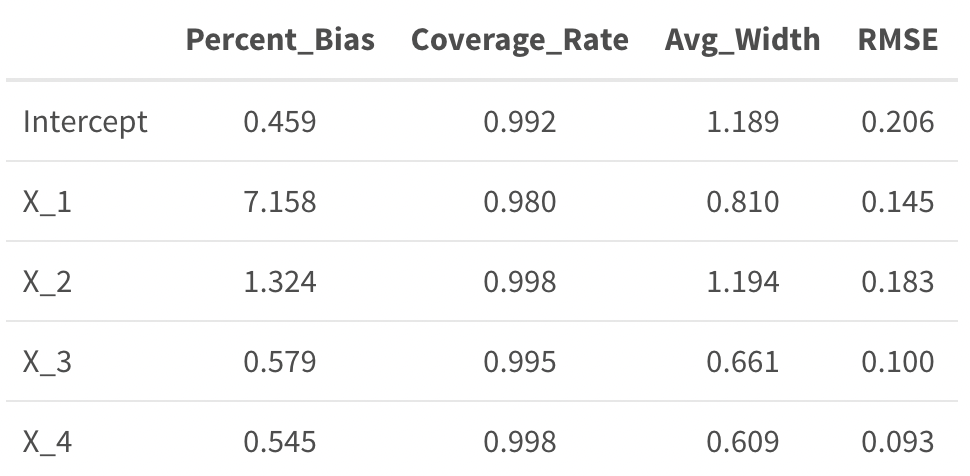 Percent_Bias Coverage_Rate Avg_Width RMSE
Intercept 0.459 0.992 1.189 0.206
X_1 7.158 0.980 0.810 0.145
X_2 1.324 0.998 1.194 0.183
X_3 0.579 0.995 0.661 0.100
X_4 0.545 0.998 0.609 0.093